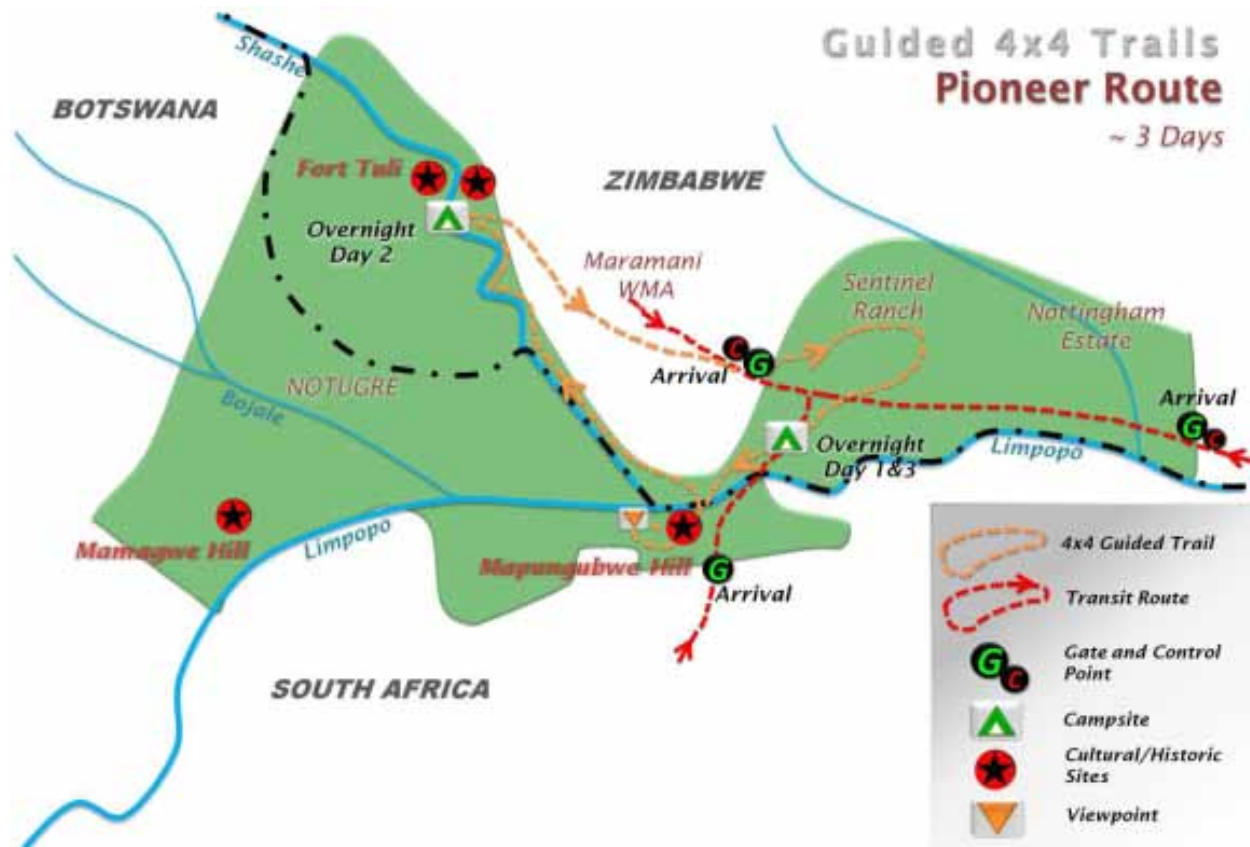 Guided 4x4 Trails
Pioneer Route
~ 3 Days
Shashe
BOTSWANA
Fort Tuli
ZIMBABWE
Overnight
Day 2
Maramani
WMA
Sentinel
Ranch
Nottingham
Estate
C
G
Arrival
Arrival
G
C
NOTUGRE
Bojale
Overnight
Day 1&3
Limpopo
Limpopo
Mamagwe Hill
Mapungubwe Hill
G
Arrival
SOUTH AFRICA
4x4 Guided Trail
Transit Route
G
C
Gate and Control
Point
Campsite
Cultural/Historic
Sites
Viewpoint